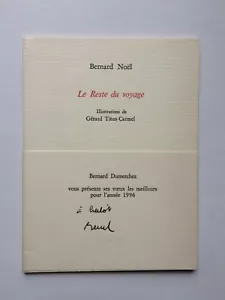 Bernard Noël
Le Reste du voyage
Illustrations de
Gérard Titus-Carmel
Bernard Dumerchez
vous présente ses vœux les meilleurs
pour l'année 1996
à